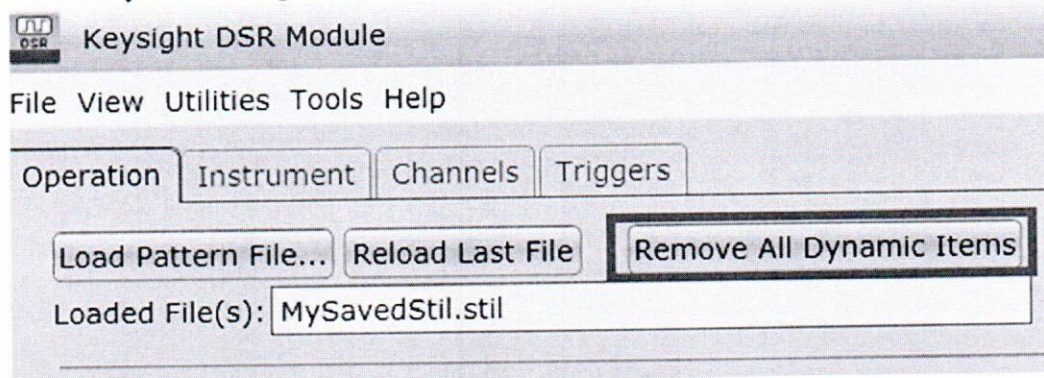 DSR
Keysight DSR Module
File View Utilities Tools Help
Operation Instrument Channels Triggers
Load Pattern File... Reload Last File Remove All Dynamic Items
Loaded File(s): MySavedStil.stil